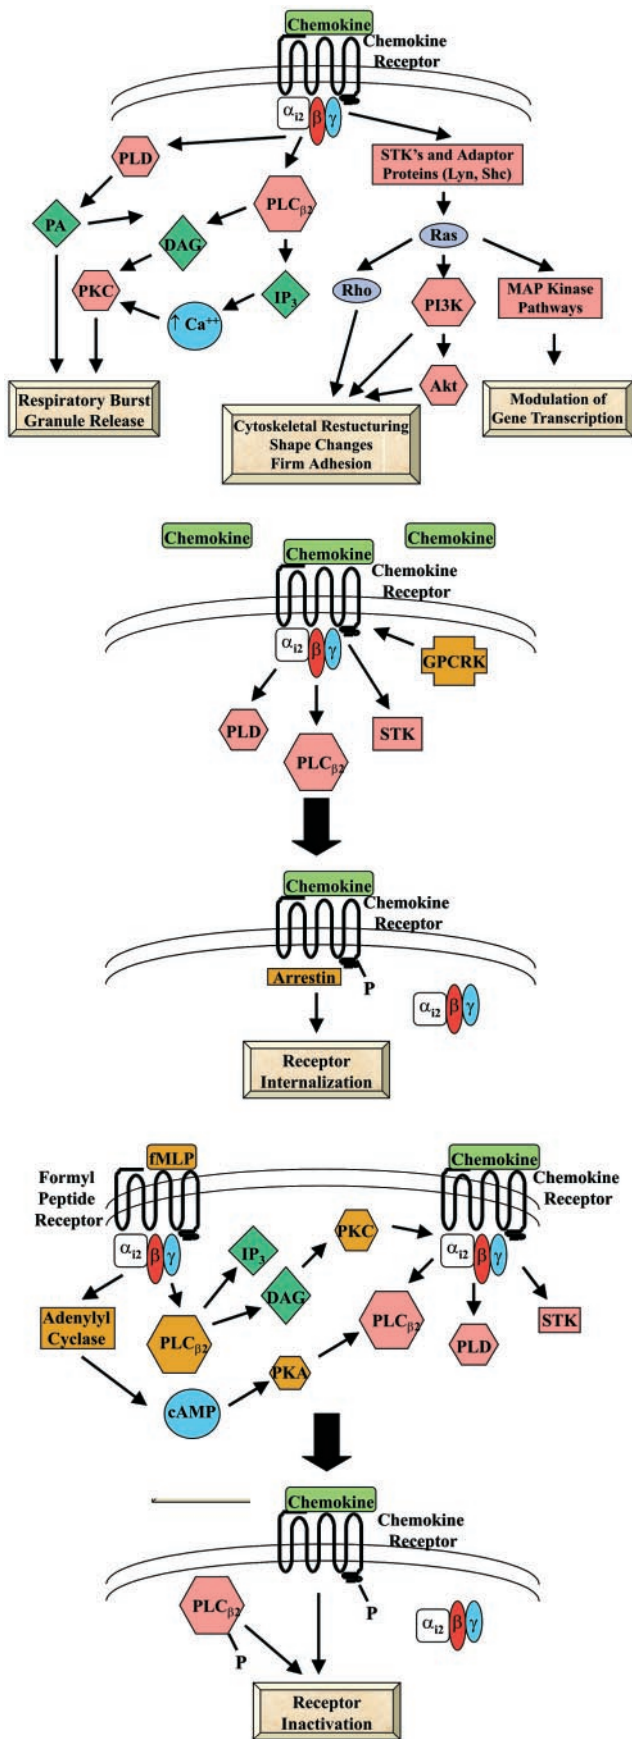 Chemokine
Chemokine
Receptor
αi2
β
γ
PLD
STK's and Adaptor
Proteins (Lyn, Shc)
PLCβ2
PA
DAG
Ras
PKC
IP3
Rho
PI3K
MAP Kinase
Pathways
↑ Ca++
Akt
Respiratory Burst
Granule Release
Cytoskeletal Restucturing
Shape Changes
Firm Adhesion
Modulation of
Gene Transcription
Chemokine
Chemokine
Chemokine
Chemokine
Receptor
αi2
β
γ
GPCRK
PLD
STK
PLCβ2
Chemokine
Chemokine
Receptor
Arrestin
P
αi2
β
γ
Receptor
Internalization
fMLP
Chemokine
Formyl
Peptide
Receptor
Chemokine
Receptor
αi2
β
γ
IP3
PKC
αi2
β
γ
DAG
Adenylyl
Cyclase
PLCβ2
PLCβ2
PLD
STK
PKA
cAMP
Chemokine
Chemokine
Receptor
PLCβ2
P
P
αi2
β
γ
Receptor
Inactivation